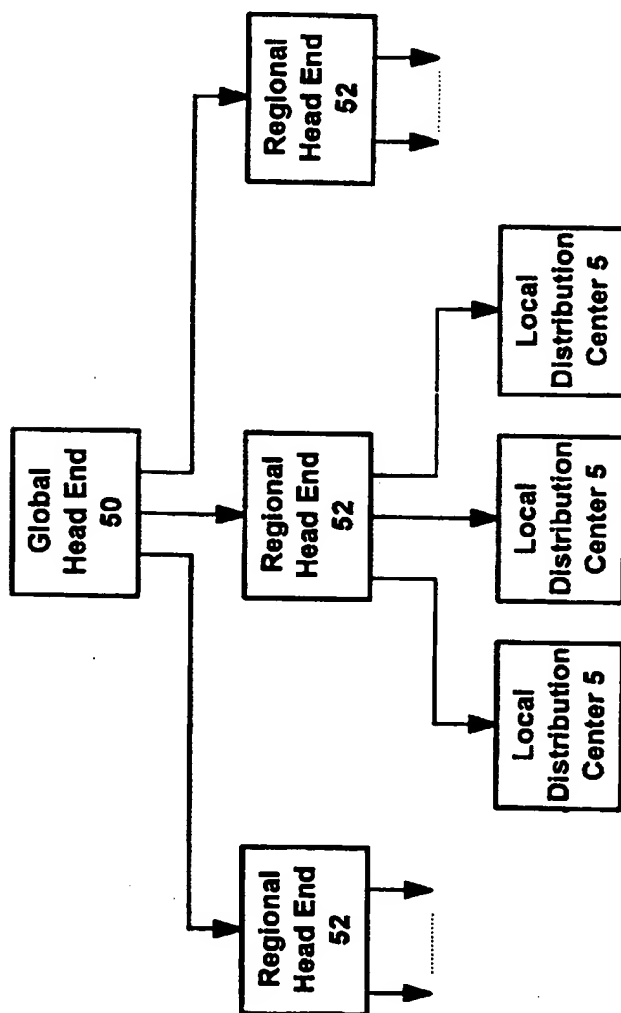 Global
Head End
50
Regional
Head End
52
Regional
Head End
52
Regional
Head End
52
Local
Distribution
Center 5
Local
Distribution
Center 5
Local
Distribution
Center 5